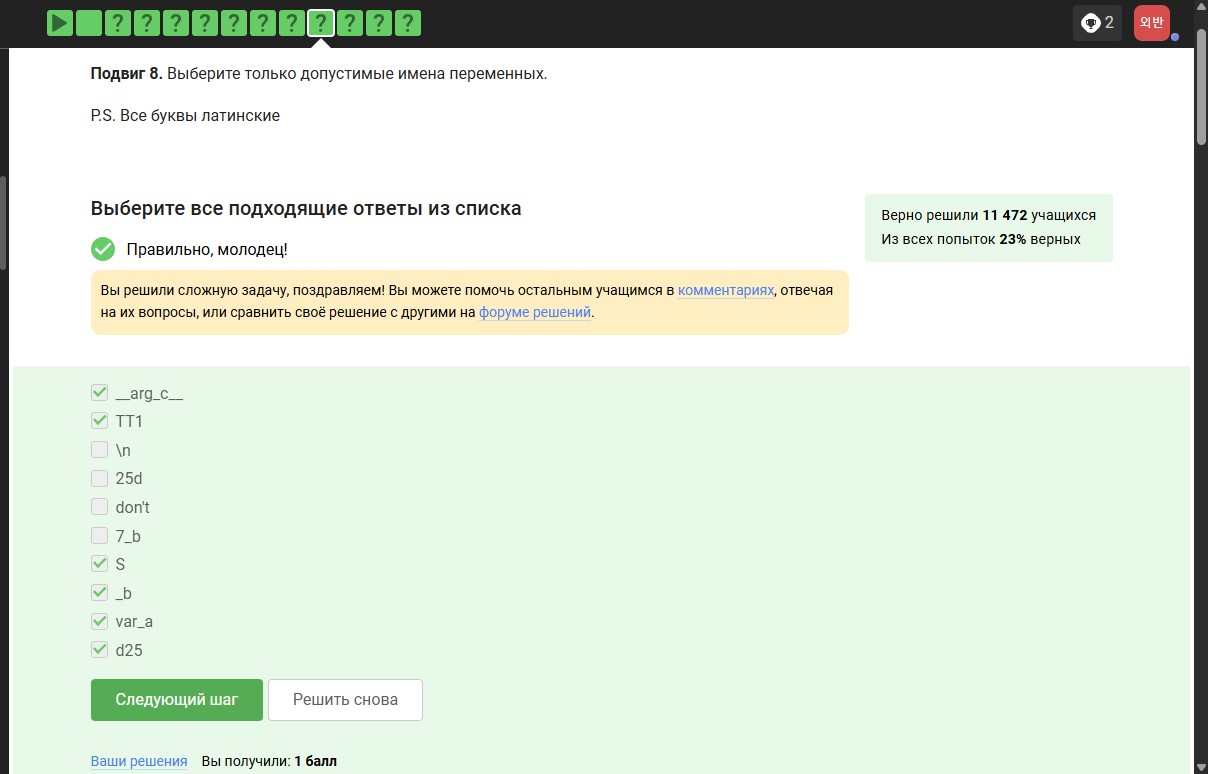 ? ? ? ? ? ? ? ? ? ? ? 2 외반
Подвиг 8. Выберите только допустимые имена переменных.
P.S. Все буквы латинские
Выберите все подходящие ответы из списка
Верно решили 11 472 учащихся
Из всех попыток 23% верных
Правильно, молодец!
Вы решили сложную задачу, поздравляем! Вы можете помочь остальным учащимся в комментариях, отвечая
на их вопросы, или сравнить своё решение с другими на форуме решений.
__arg_c__
TT1
\n
25d
don't
7_b
S
_b
var_a
d25
Следующий шаг Решить снова
Ваши решения Вы получили: 1 балл